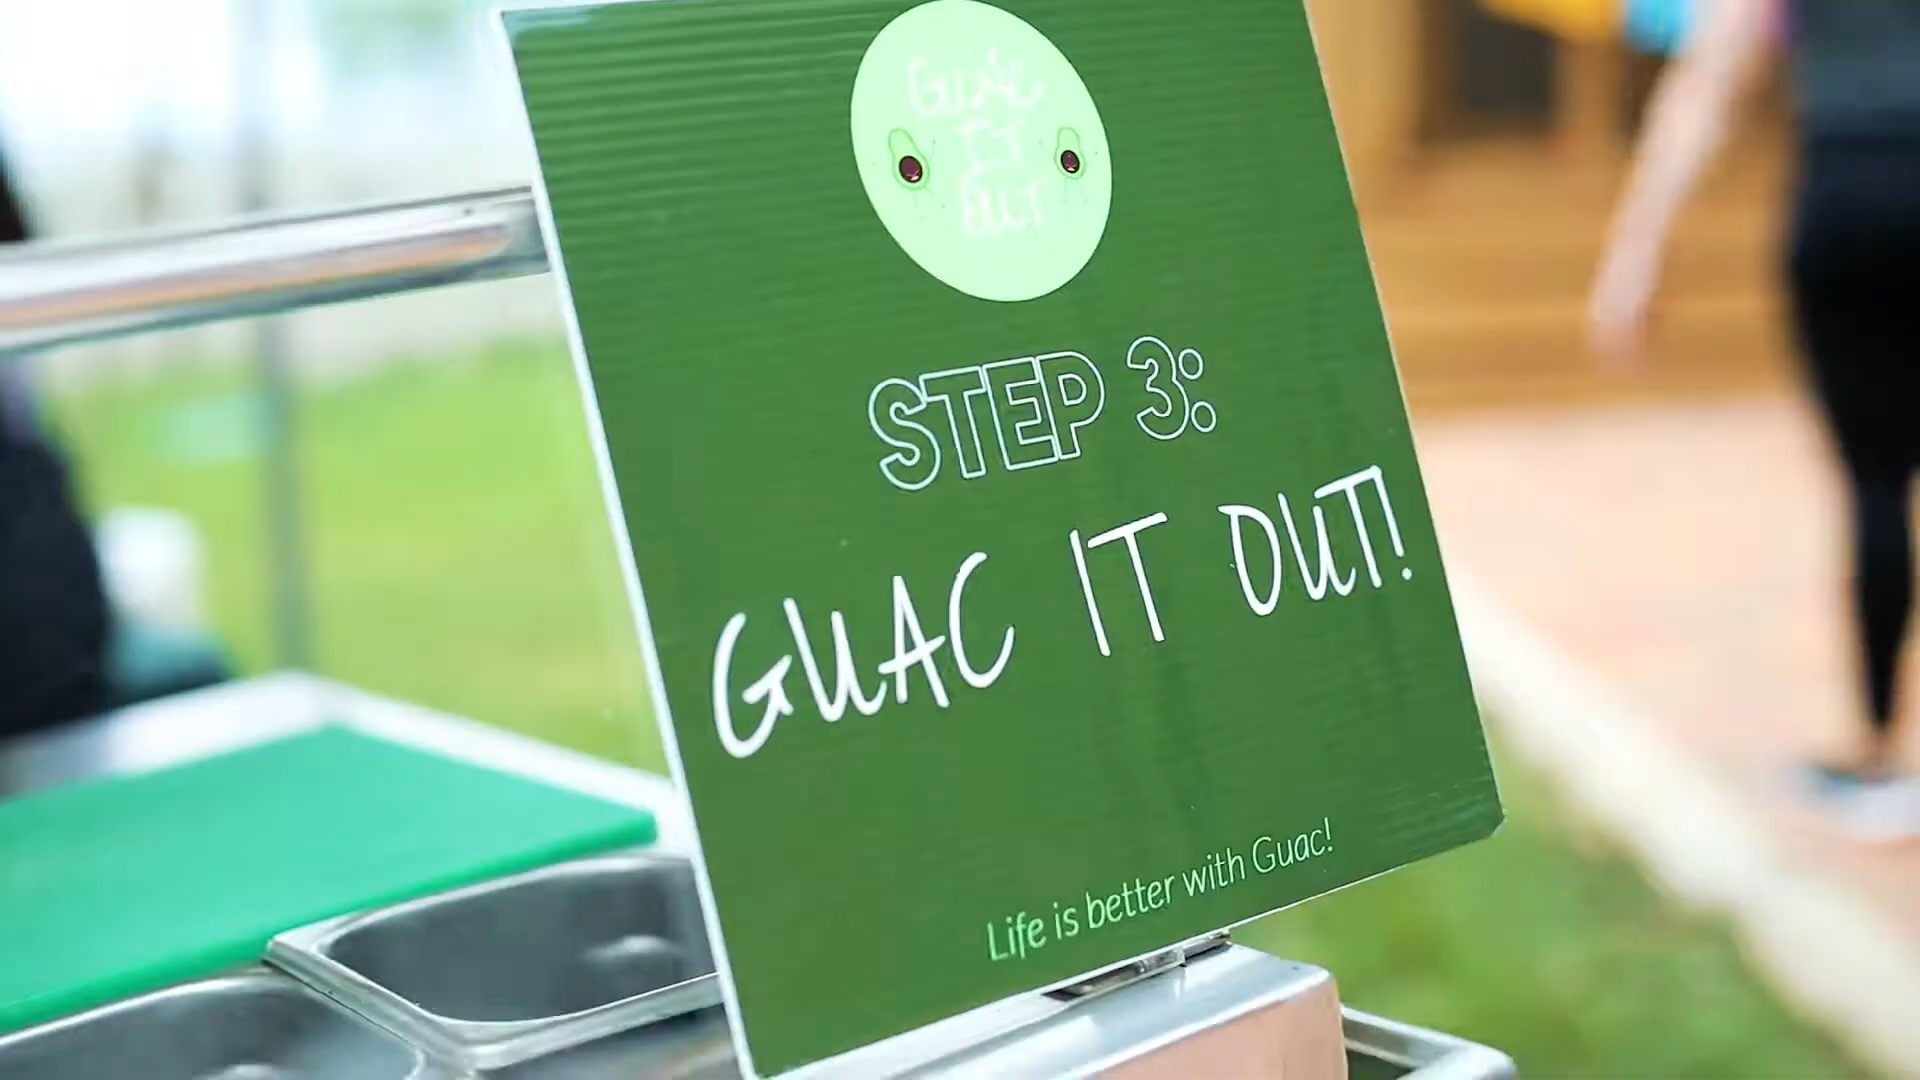 GUAC
IT
OUT
STEP 3:
GUAC IT OUT!
Life is better with Guac!